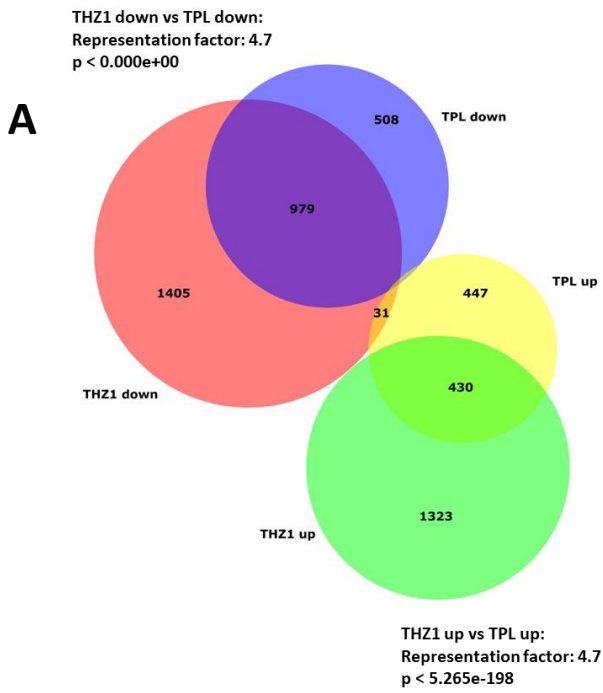 THZ1 down vs TPL down:
Representation factor: 4.7
p < 0.000e+00
A
508
TPL down
979
TPL up
447
1405
31
THZ1 down
430
1323
THZ1 up
THZ1 up vs TPL up:
Representation factor: 4.7
p < 5.265e-198